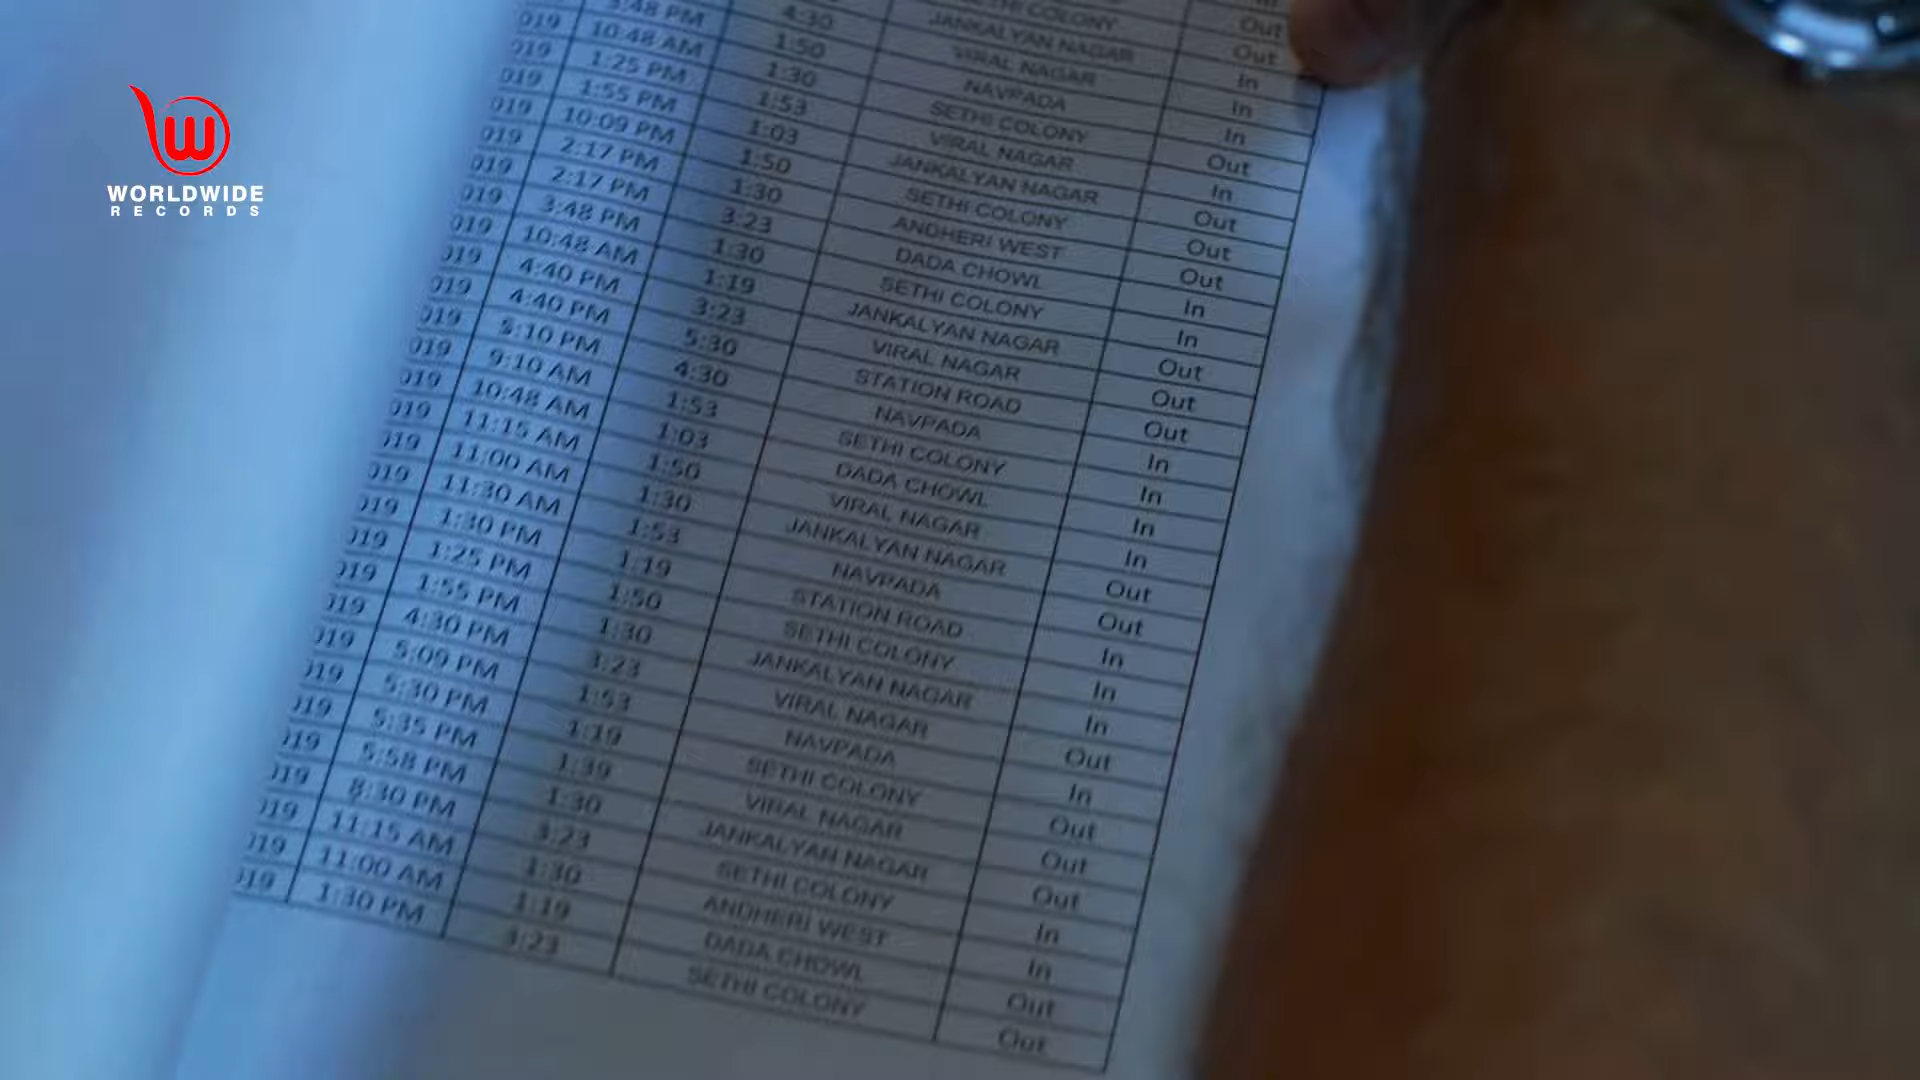 WORLDWIDE
RECORDS
In
Out
SETHI COLONY Out
JANKALYAN NAGAR In
4:30 VIRAL NAGAR In
3:48 PM 1:50 NAVPADA In
019 10:48 AM 1:30 SETHI COLONY Out
019 1:25 PM 1:53 VIRAL NAGAR In
019 1:55 PM 1:03 JANKALYAN NAGAR Out
019 10:09 PM 1:50 SETHI COLONY Out
019 2:17 PM 1:30 ANDHERI WEST Out
019 2:17 PM 3:23 DADA CHOWL In
019 3:48 PM 1:30 SETHI COLONY In
019 10:48 AM 1:19 JANKALYAN NAGAR Out
019 4:40 PM 3:23 VIRAL NAGAR Out
019 4:40 PM 5:30 STATION ROAD Out
019 5:10 PM 4:30 NAVPADA In
019 9:10 AM 1:53 SETHI COLONY In
019 10:48 AM 1:03 DADA CHOWL In
019 11:15 AM 1:50 VIRAL NAGAR In
019 11:00 AM 1:30 JANKALYAN NAGAR Out
019 11:30 AM 1:53 NAVPADA Out
019 1:30 PM 1:19 STATION ROAD In
019 1:25 PM 1:50 SETHI COLONY In
019 1:55 PM 1:30 JANKALYAN NAGAR In
019 4:30 PM 3:23 VIRAL NAGAR Out
019 5:09 PM 1:53 NAVPADA In
019 5:30 PM 1:19 SETHI COLONY Out
019 5:35 PM 1:39 VIRAL NAGAR Out
019 5:58 PM 1:30 JANKALYAN NAGAR Out
019 8:30 PM 3:23 SETHI COLONY In
019 11:15 AM 1:30 ANDHERI WEST In
019 11:00 AM 1:19 DADA CHOWL Out
019 1:30 PM 3:23 SETHI COLONY Out